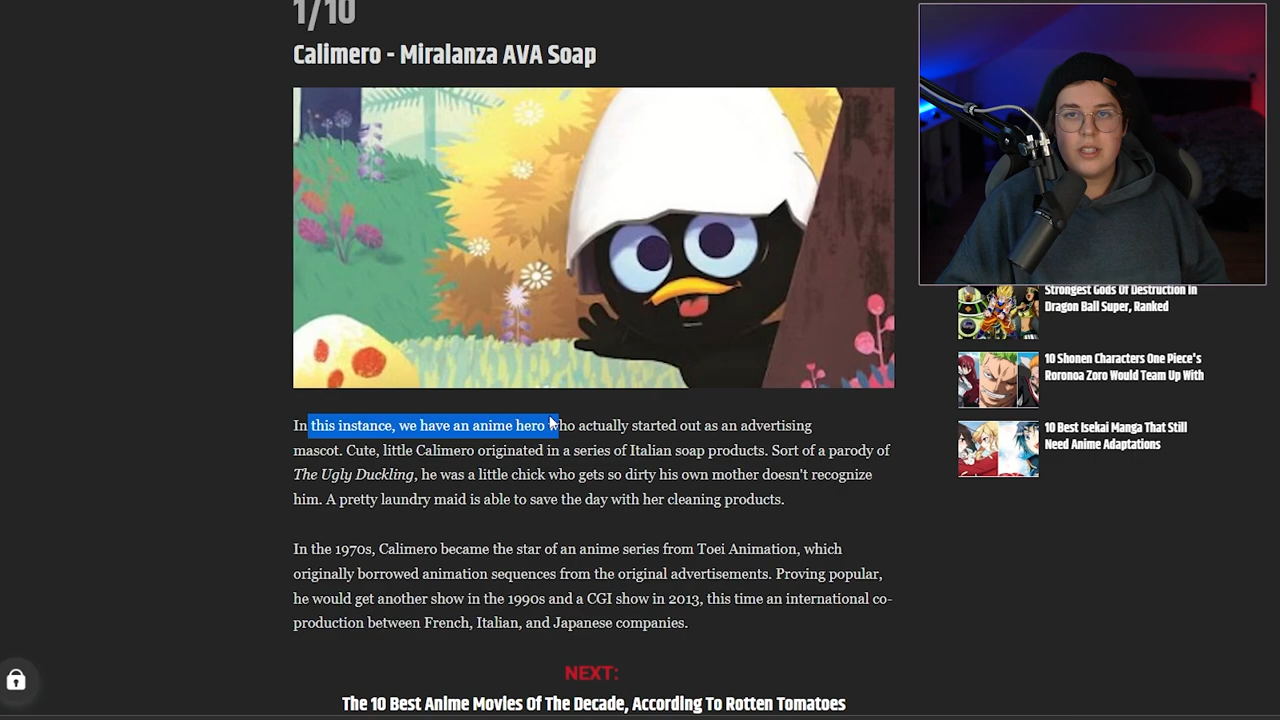 1/10
Calimero - Miralanza AVA Soap
In this instance, we have an anime hero who actually started out as an advertising
mascot. Cute, little Calimero originated in a series of Italian soap products. Sort of a parody of
The Ugly Duckling, he was a little chick who gets so dirty his own mother doesn't recognize
him. A pretty laundry maid is able to save the day with her cleaning products.
In the 1970s, Calimero became the star of an anime series from Toei Animation, which
originally borrowed animation sequences from the original advertisements. Proving popular,
he would get another show in the 1990s and a CGI show in 2013, this time an international co-
production between French, Italian, and Japanese companies.
NEXT:
The 10 Best Anime Movies Of The Decade, According To Rotten Tomatoes
Strongest Gods Of Destruction In
Dragon Ball Super, Ranked
10 Shonen Characters One Piece's
Roronoa Zoro Would Team Up With
10 Best Isekai Manga That Still
Need Anime Adaptations